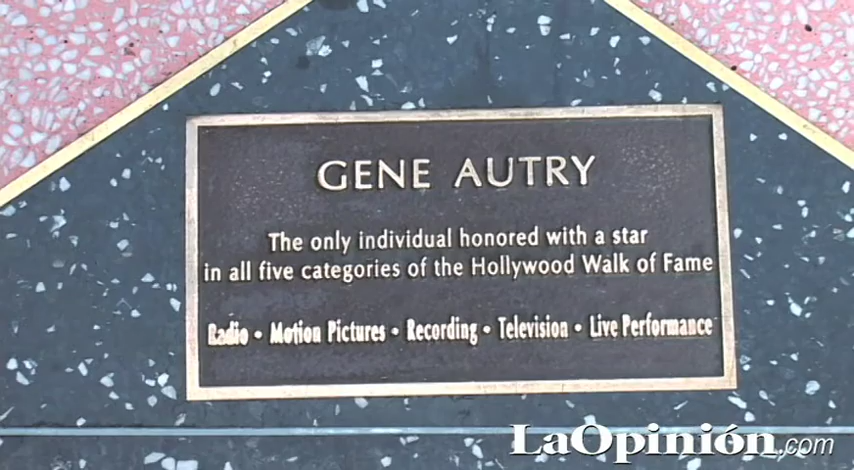 GENE AUTRY
The only individual honored with a star
in all five categories of the Hollywood Walk of Fame
Radio • Motion Pictures • Recording • Television • Live Performance
LaOpinión.com